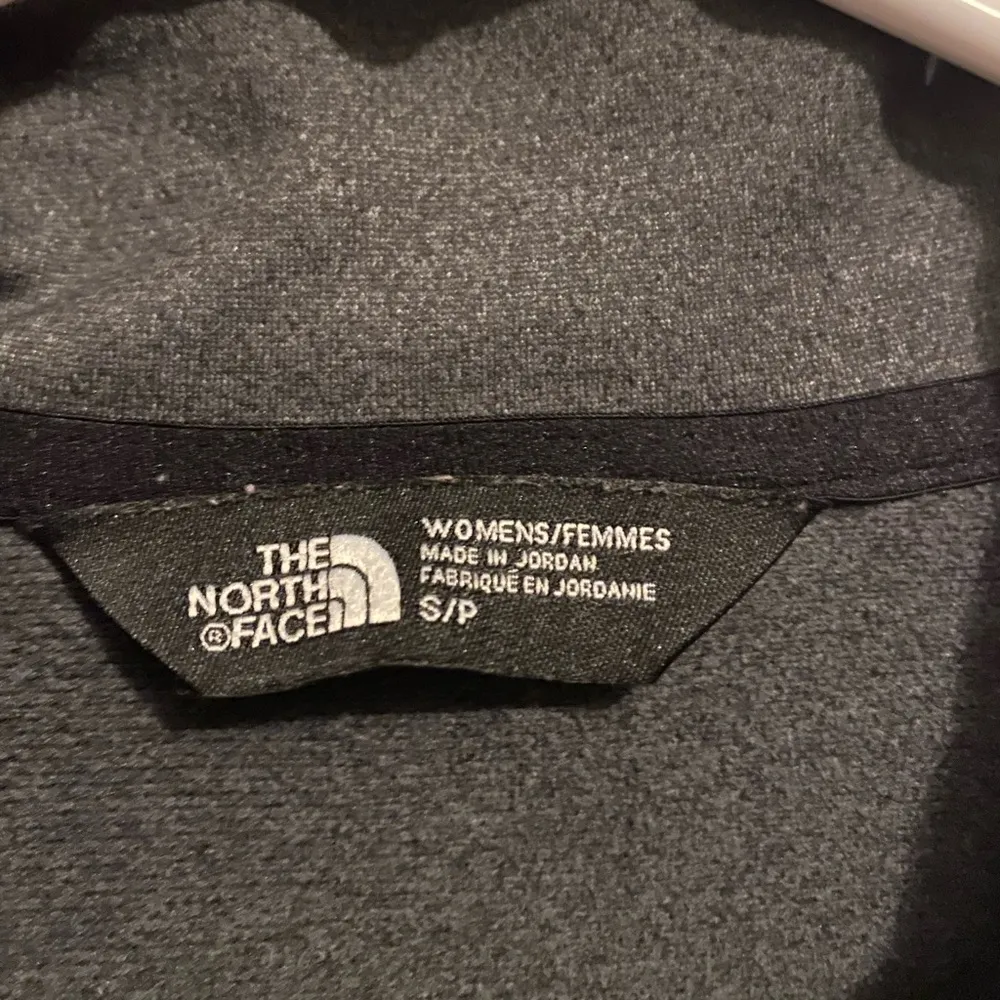 THE
NORTH
®FACE
WOMENS/FEMMES
MADE IN JORDAN
FABRIQUÉ EN JORDANIE
S/P